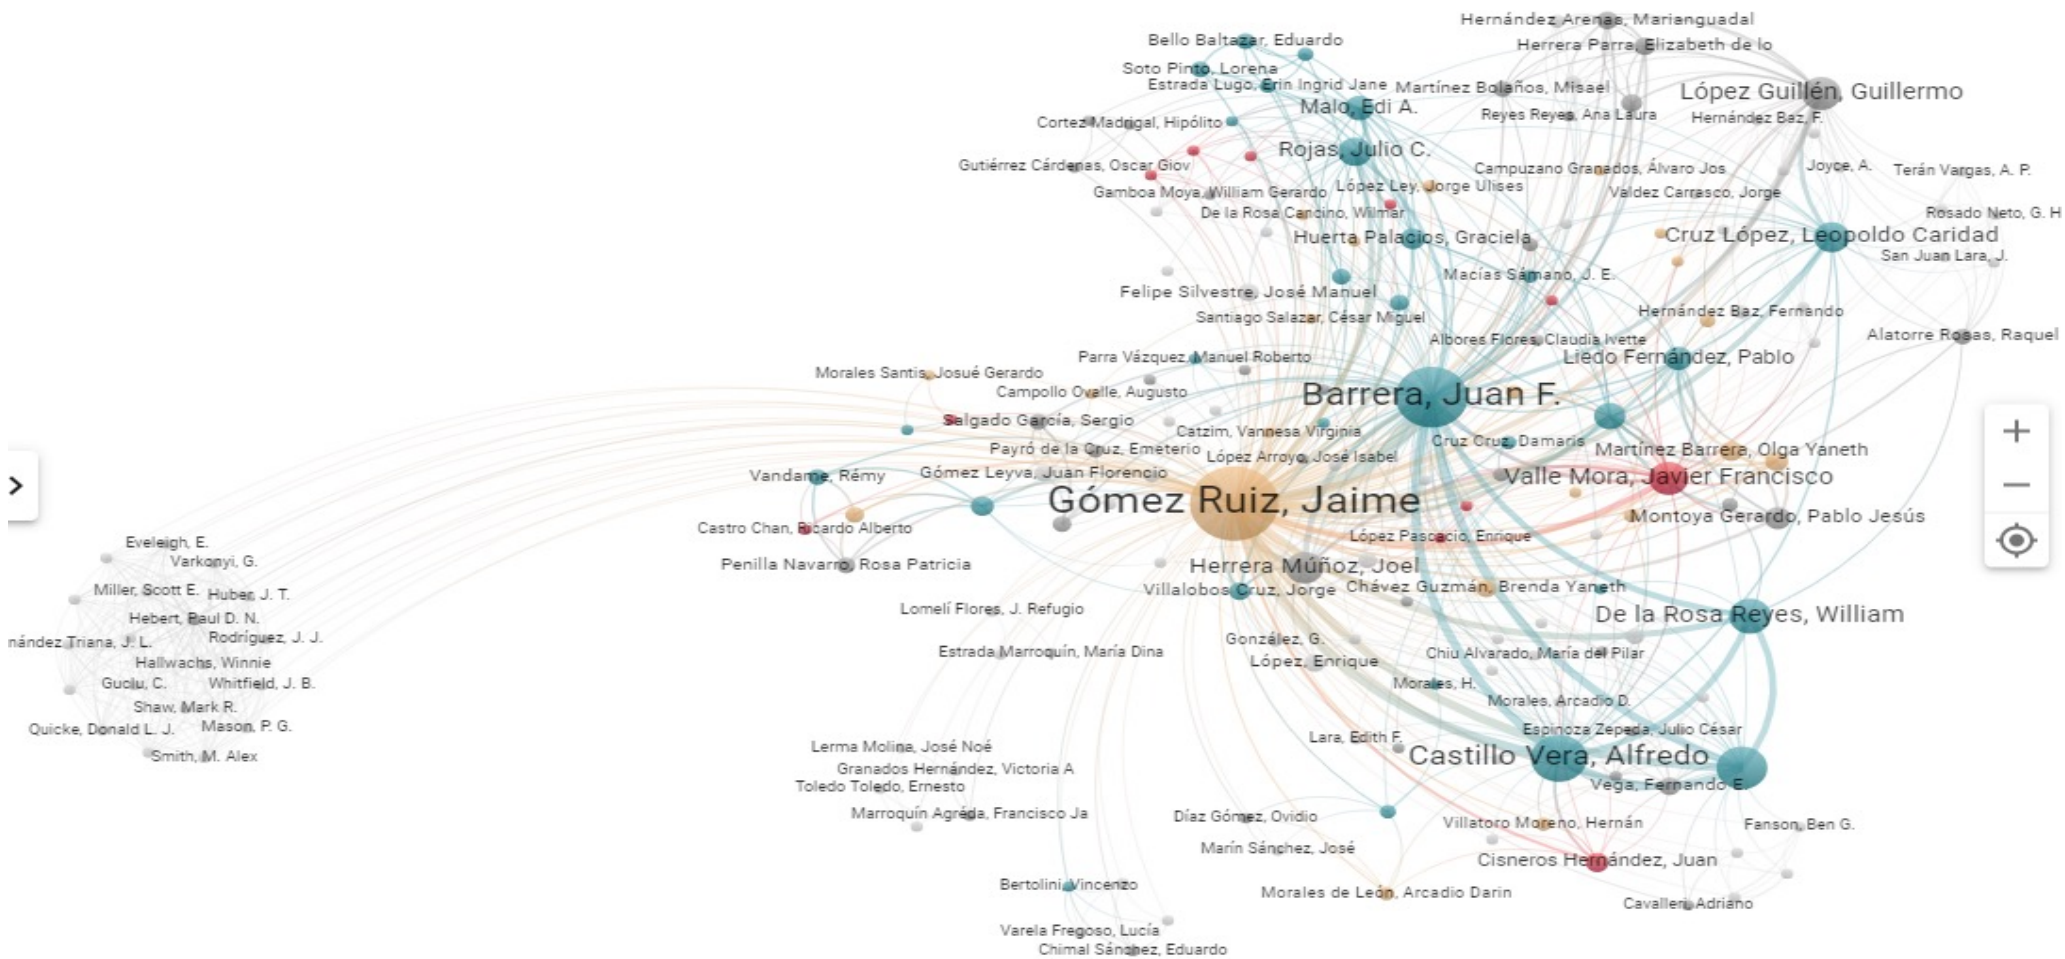 Hernández Arenas, Marianguadal
Bello Baltazar, Eduardo
Herrera Parra, Elizabeth de lo
Soto Pinto, Lorena
Estrada Lugo, Erin Ingrid Jane
Martínez Bolaños, Misael
López Guillén, Guillermo
Malo, Edi A.
Reyes Reyes, Ana Laura
Hernández Baz, F.
Cortez Madrigal, Hipólito
Rojas, Julio C.
Gutiérrez Cárdenas, Oscar Giov
Campuzano Granados, Álvaro Jos
Joyce, A.
Terán Vargas, A. P.
Gamboa Moya, William Gerardo
López Ley, Jorge Ulises
Valdez Carrasco, Jorge
De la Rosa Cancino, Wilmar
Rosado Neto, G. H
Huerta Palacios, Graciela
Cruz López, Leopoldo Caridad
San Juan Lara, J.
Macías Sámano, J. E.
Felipe Silvestre, José Manuel
Santiago Salazar, César Miguel
Hernández Baz, Fernando
Albores Flores, Claudia Ivette
Alatorre Rosas, Raquel
Parra Vázquez, Manuel Roberto
Liedo Fernández, Pablo
Morales Santis, Josué Gerardo
Campollo Ovalle, Augusto
Barrera, Juan F.
Salgado García, Sergio
Catzim, Vannesa Virginia
Cruz Cruz, Damaris
Payró de la Cruz, Emeterio
López Arroyo, José Isabel
Martínez Barrera, Olga Yaneth
Vandame, Rémy
Gómez Leyva, Juan Florencio
Valle Mora, Javier Francisco
Gómez Ruiz, Jaime
Montoya Gerardo, Pablo Jesús
Castro Chan, Ricardo Alberto
López Pascacio, Enrique
Eveleigh, E.
Varkonyi, G.
Penilla Navarro, Rosa Patricia
Herrera Múñoz, Joel
Miller, Scott E.
Huber, J. T.
Villalobos Cruz, Jorge
Chávez Guzmán, Brenda Yaneth
Lomelí Flores, J. Refugio
De la Rosa Reyes, William
Hebert, Paul D. N.
nández Triana, J. L.
Rodríguez, J. J.
González, G.
Estrada Marroquín, María Dina
Chiu Alvarado, María del Pilar
Hallwachs, Winnie
López, Enrique
Guclu, C.
Whitfield, J. B.
Morales, H.
Shaw, Mark R.
Morales, Arcadio D.
Quicke, Donald L. J.
Mason, P. G.
Espinoza Zepeda, Julio César
Lara, Edith F.
Lerma Molina, José Noé
Smith, M. Alex
Castillo Vera, Alfredo
Granados Hernández, Victoria A
Toledo Toledo, Ernesto
Vega, Fernando E.
Marroquín Agreda, Francisco Ja
Díaz Gómez, Ovidio
Villatoro Moreno, Hernán
Fanson, Ben G.
Marín Sánchez, José
Cisneros Hernández, Juan
Bertolini, Vincenzo
Morales de León, Arcadio Darin
Cavalleri, Adriano
Varela Fregoso, Lucía
Chimal Sánchez, Eduardo